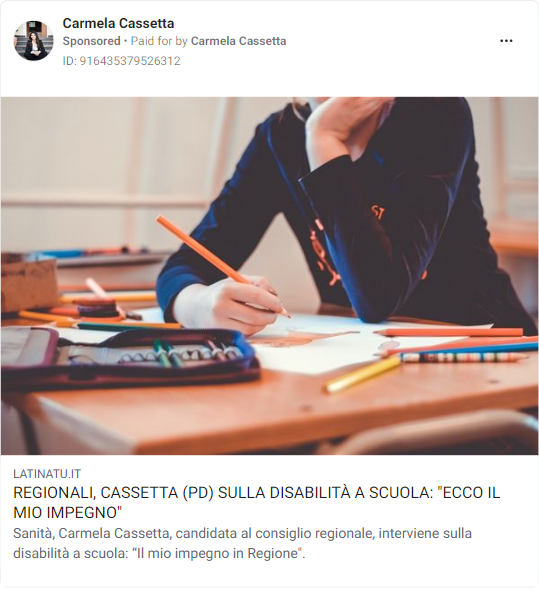 Carmela Cassetta
Sponsored • Paid for by Carmela Cassetta
ID: 916435379526312
LATINATU.IT
REGIONALI, CASSETTA (PD) SULLA DISABILITÀ A SCUOLA: "ECCO IL
MIO IMPEGNO"
Sanità, Carmela Cassetta, candidata al consiglio regionale, interviene sulla
disabilità a scuola: “Il mio impegno in Regione".